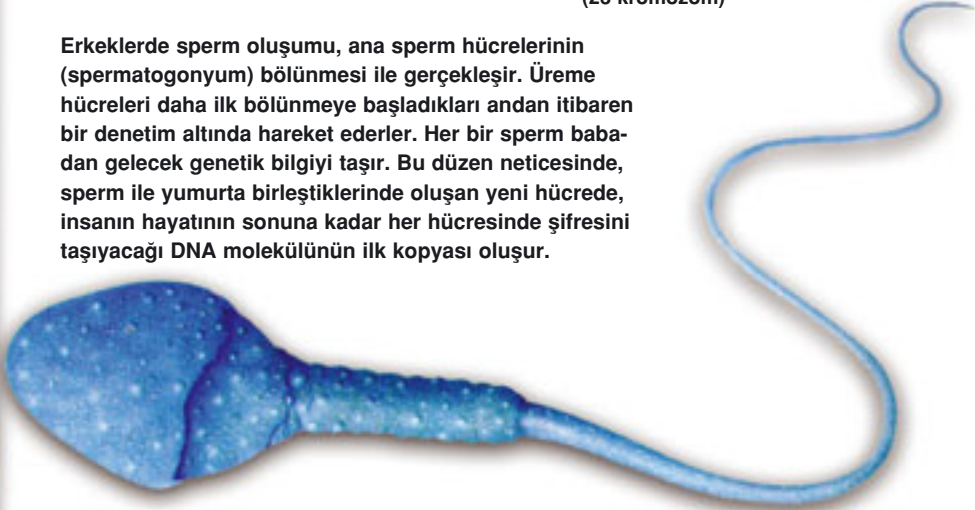 (23 kromozom)
Erkeklerde sperm oluşumu, ana sperm hücrelerinin
(spermatogonyum) bölünmesi ile gerçekleşir. Üreme
hücreleri daha ilk bölünmeye başladıkları andan itibaren
bir denetim altında hareket ederler. Her bir sperm baba-
dan gelecek genetik bilgiyi taşır. Bu düzen neticesinde,
sperm ile yumurta birleştiklerinde oluşan yeni hücrede,
insanın hayatının sonuna kadar her hücresinde şifresini
taşıyacağı DNA molekülünün ilk kopyası oluşur.